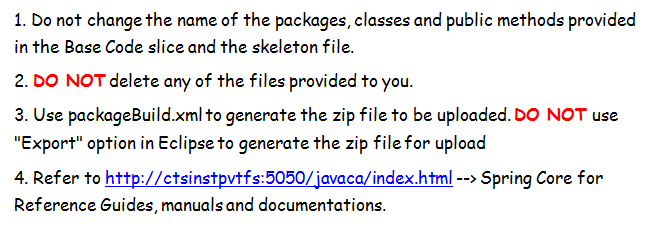 1. Do not change the name of the packages, classes and public methods provided
in the Base Code slice and the skeleton file.
2. DO NOT delete any of the files provided to you.
3. Use packageBuild.xml to generate the zip file to be uploaded. DO NOT use
"Export" option in Eclipse to generate the zip file for upload
4. Refer to http://ctsinstpvtfs:5050/javaca/index.html --> Spring Core for
Reference Guides, manuals and documentations.